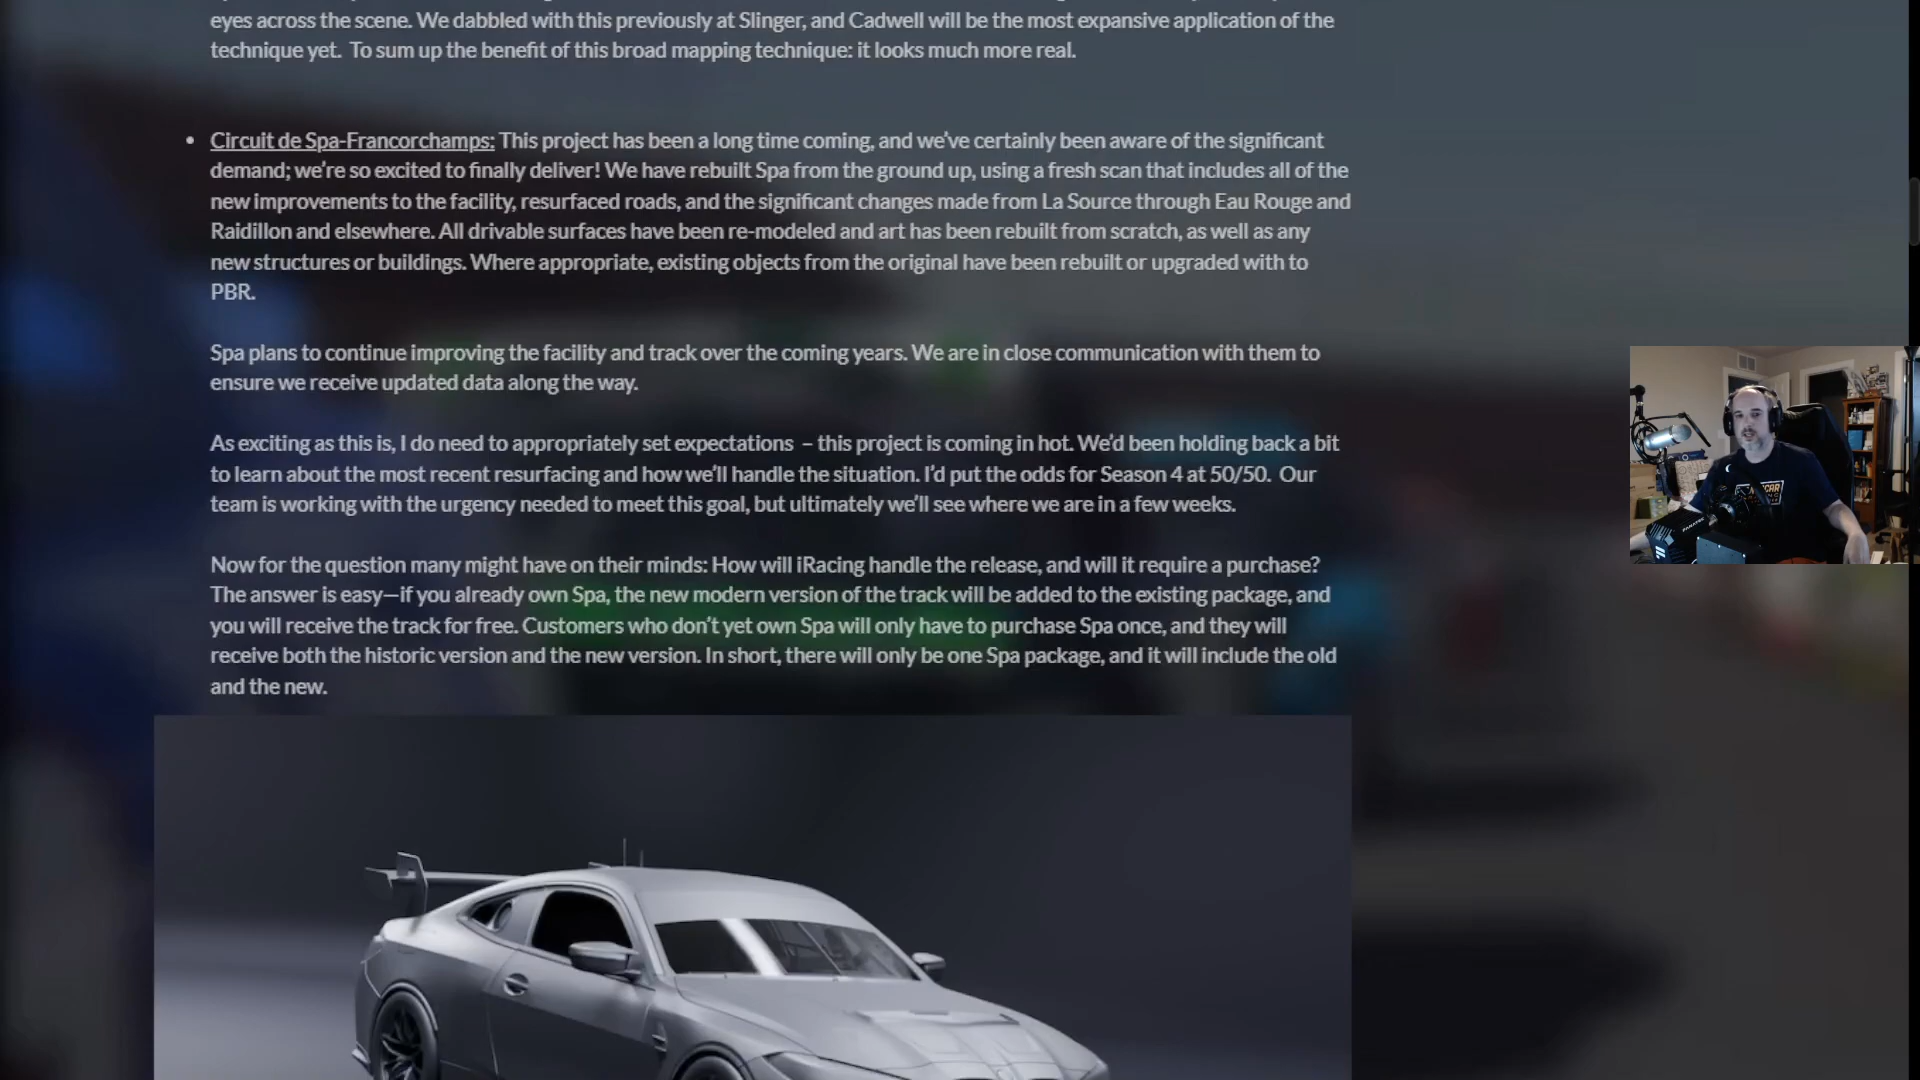 eyes across the scene. We dabbled with this previously at Slinger, and Cadwell will be the most expansive application of the
technique yet.  To sum up the benefit of this broad mapping technique: it looks much more real.
• Circuit de Spa-Francorchamps: This project has been a long time coming, and we’ve certainly been aware of the significant
demand; we’re so excited to finally deliver! We have rebuilt Spa from the ground up, using a fresh scan that includes all of the
new improvements to the facility, resurfaced roads, and the significant changes made from La Source through Eau Rouge and
Raidillon and elsewhere. All drivable surfaces have been re-modeled and art has been rebuilt from scratch, as well as any
new structures or buildings. Where appropriate, existing objects from the original have been rebuilt or upgraded with to
PBR.
Spa plans to continue improving the facility and track over the coming years. We are in close communication with them to
ensure we receive updated data along the way.
As exciting as this is, I do need to appropriately set expectations  – this project is coming in hot. We’d been holding back a bit
to learn about the most recent resurfacing and how we’ll handle the situation. I’d put the odds for Season 4 at 50/50.  Our
team is working with the urgency needed to meet this goal, but ultimately we’ll see where we are in a few weeks.
Now for the question many might have on their minds: How will iRacing handle the release, and will it require a purchase?
The answer is easy—if you already own Spa, the new modern version of the track will be added to the existing package, and
you will receive the track for free. Customers who don’t yet own Spa will only have to purchase Spa once, and they will
receive both the historic version and the new version. In short, there will only be one Spa package, and it will include the old
and the new.
FANATEC